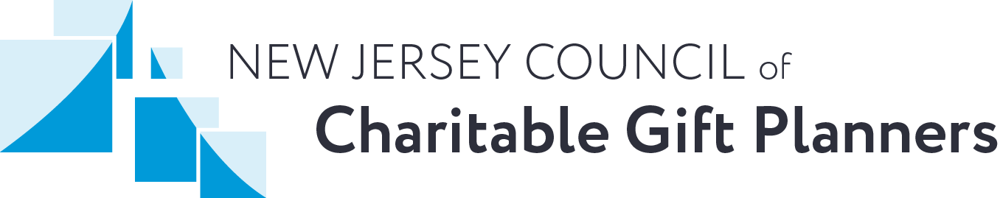 NEW JERSEY COUNCIL of
Charitable Gift Planners